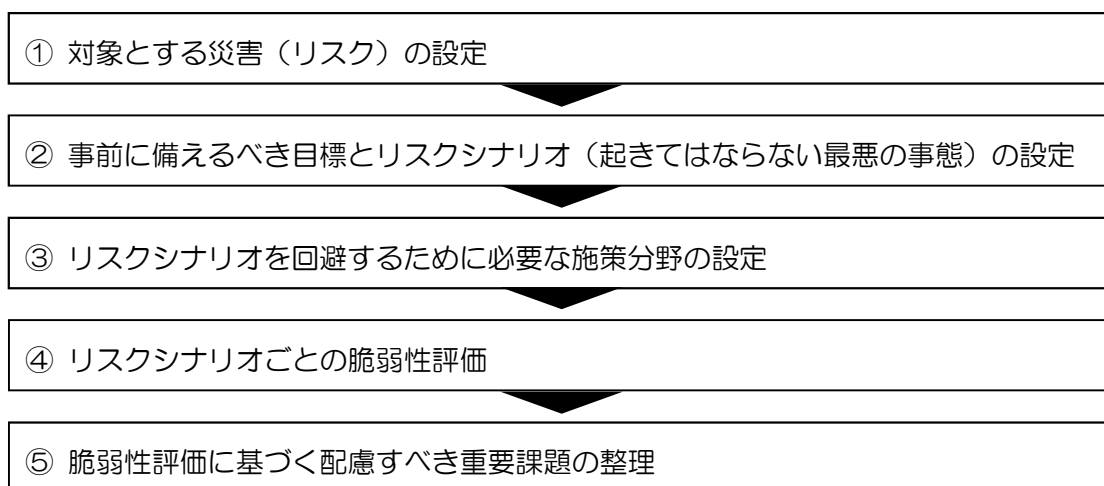 ① 対象とする災害（リスク）の設定
② 事前に備えるべき目標とリスクシナリオ（起きてはならない最悪の事態）の設定
③ リスクシナリオを回避するために必要な施策分野の設定
④ リスクシナリオごとの脆弱性評価
⑤ 脆弱性評価に基づく配慮すべき重要課題の整理